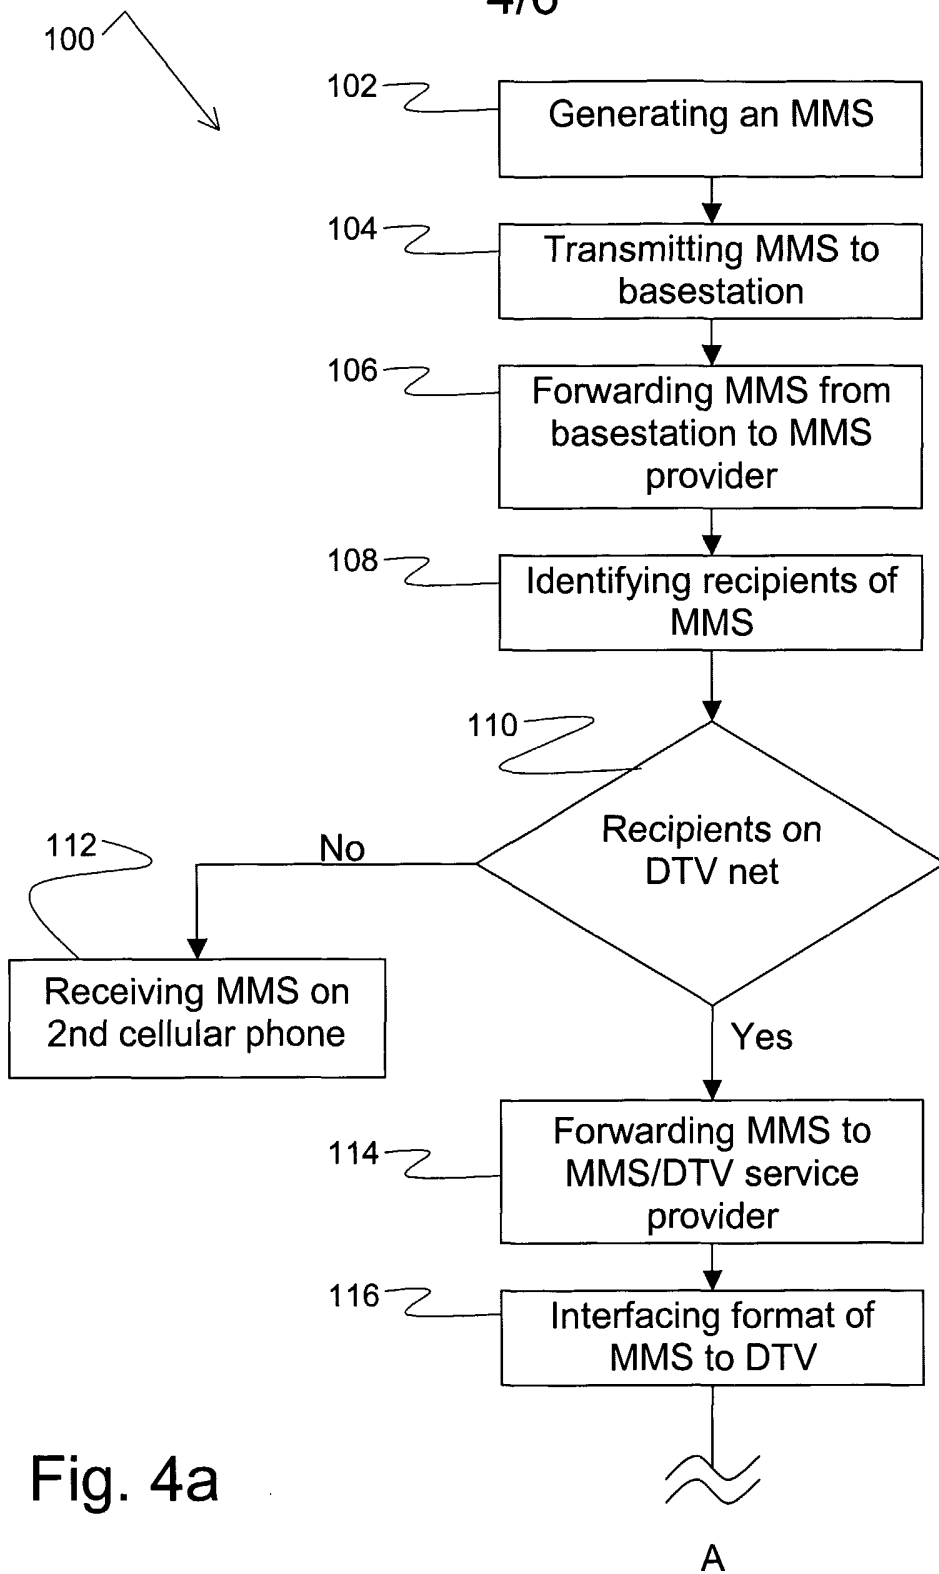 4/6
100
102
Generating an MMS
104
Transmitting MMS to
basestation
106
Forwarding MMS from
basestation to MMS
provider
108
Identifying recipients of
MMS
110
Recipients on
DTV net
No
112
Receiving MMS on
2nd cellular phone
Yes
114
Forwarding MMS to
MMS/DTV service
provider
116
Interfacing format of
MMS to DTV
Fig. 4a
A